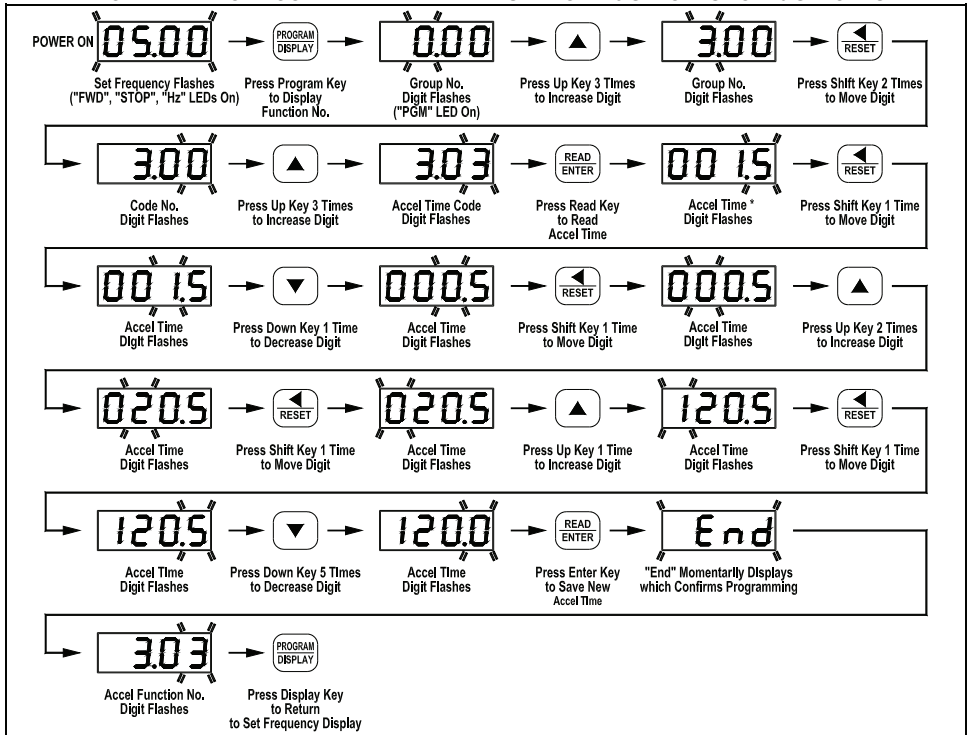 POWER ON 05.00 PROGRAM DISPLAY 0.00 3.00 RESET
Set Frequency Flashes
("FWD", "STOP", "Hz" LEDs On)
Press Program Key
to Display
Function No.
Group No.
Digit Flashes
("PGM" LED On)
Press Up Key 3 Times
to Increase Digit
Group No.
Digit Flashes
Press Shift Key 2 Times
to Move Digit
3.00 3.03 READ ENTER 001.5 RESET
Code No.
Digit Flashes
Press Up Key 3 Times
to Increase Digit
Accel Time Code
Digit Flashes
Press Read Key
to Read
Accel Time
Accel Time *
Digit Flashes
Press Shift Key 1 Time
to Move Digit
001.5 000.5 RESET 000.5
Accel Time
Digit Flashes
Press Down Key 1 Time
to Decrease Digit
Accel Time
Digit Flashes
Press Shift Key 1 Time
to Move Digit
Accel Time
Digit Flashes
Press Up Key 2 Times
to Increase Digit
020.5 RESET 020.5 120.5 RESET
Accel Time
Digit Flashes
Press Shift Key 1 Time
to Move Digit
Accel Time
Digit Flashes
Press Up Key 1 Time
to Increase Digit
Accel Time
Digit Flashes
Press Shift Key 1 Time
to Move Digit
120.5 120.0 READ ENTER End
Accel Time
Digit Flashes
Press Down Key 5 Times
to Decrease Digit
Accel Time
Digit Flashes
Press Enter Key
to Save New
Accel Time
"End" Momentarily Displays
which Confirms Programming
3.03 PROGRAM DISPLAY
Accel Function No.
Digit Flashes
Press Display Key
to Return
to Set Frequency Display